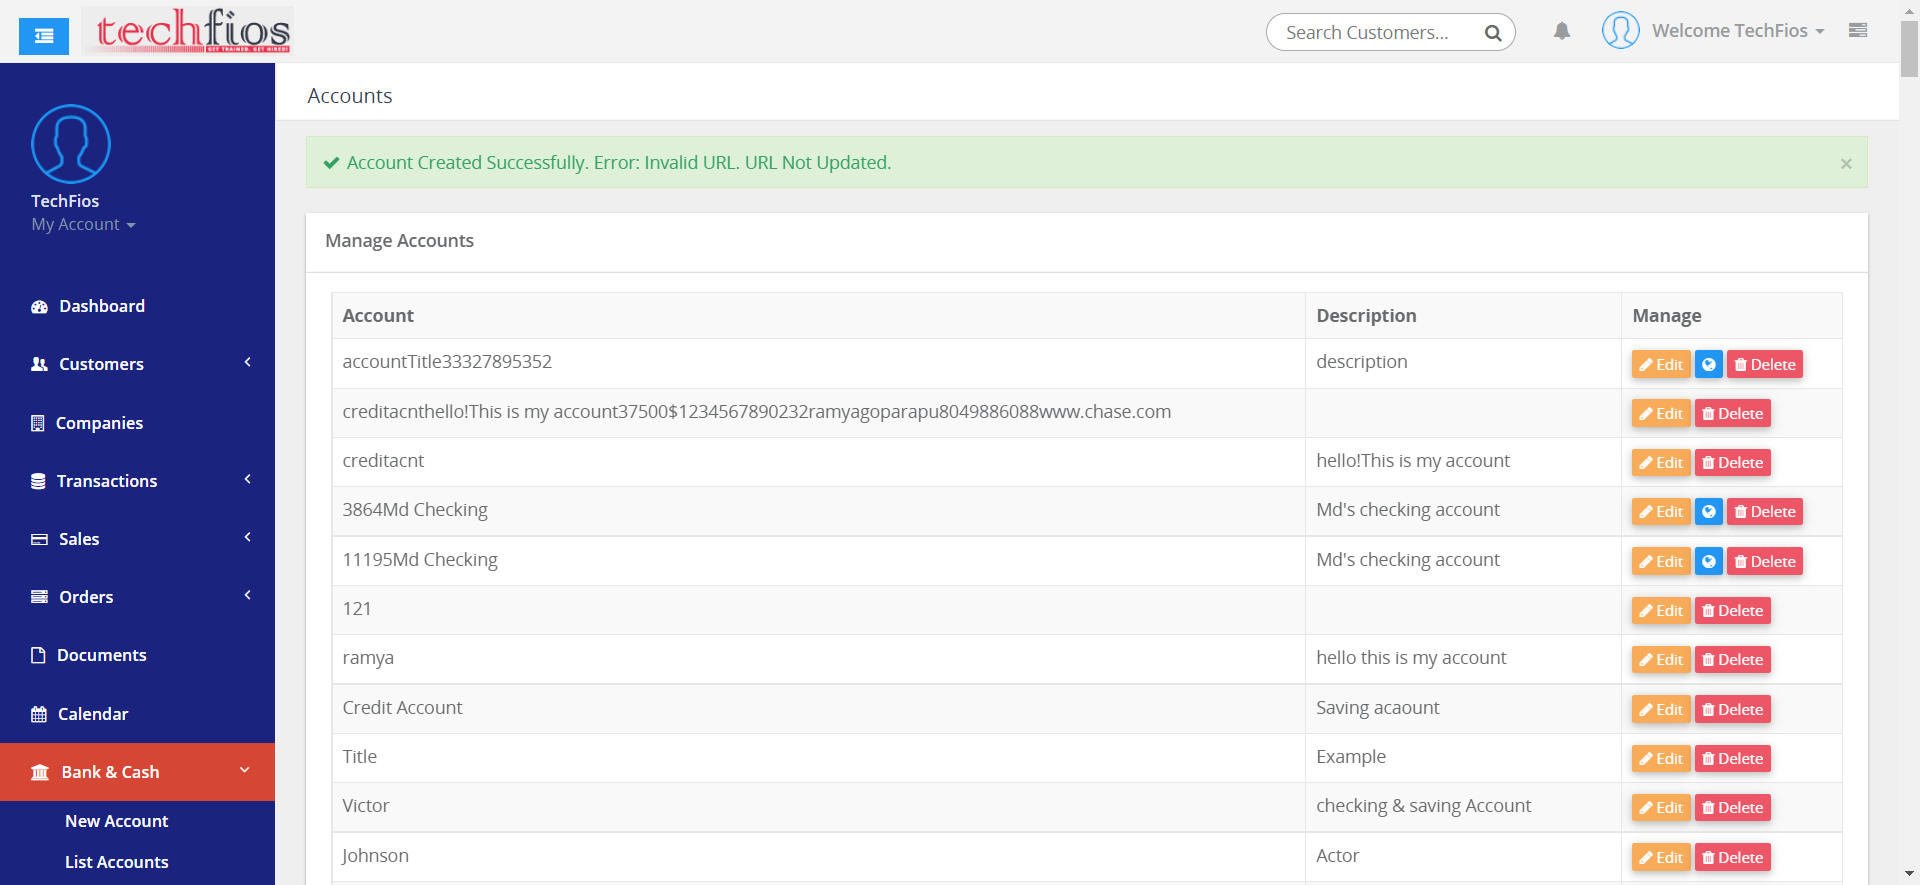 techfios
GET TRAINED. GET HIRED!
Search Customers...
Welcome TechFios
TechFios
My Account
Dashboard
Customers
Companies
Transactions
Sales
Orders
Documents
Calendar
Bank & Cash
New Account
List Accounts
Accounts
Account Created Successfully. Error: Invalid URL. URL Not Updated.
×
Manage Accounts
Account Description Manage
accountTitle33327895352 description Edit Delete
creditacnthello!This is my account37500$1234567890232ramyagoparapu8049886088www.chase.com Edit Delete
creditacnt hello!This is my account Edit Delete
3864Md Checking Md's checking account Edit Delete
11195Md Checking Md's checking account Edit Delete
121 Edit Delete
ramya hello this is my account Edit Delete
Credit Account Saving acaount Edit Delete
Title Example Edit Delete
Victor checking & saving Account Edit Delete
Johnson Actor Edit Delete